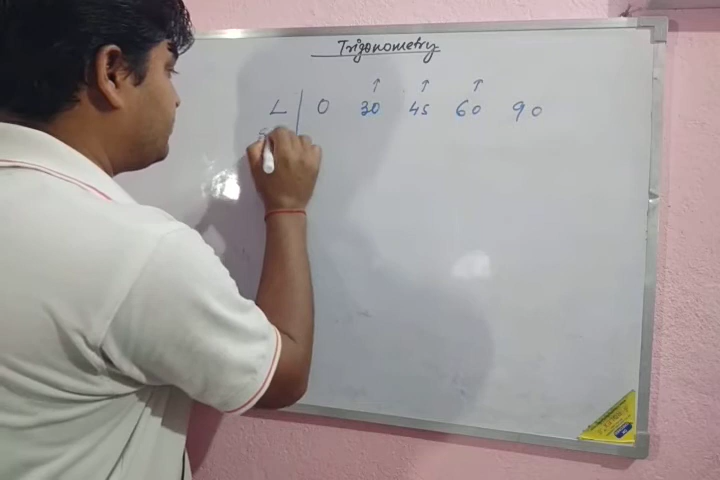 Trigonometry
↑ ↑ ↑
∠ 0 30 45 60 90